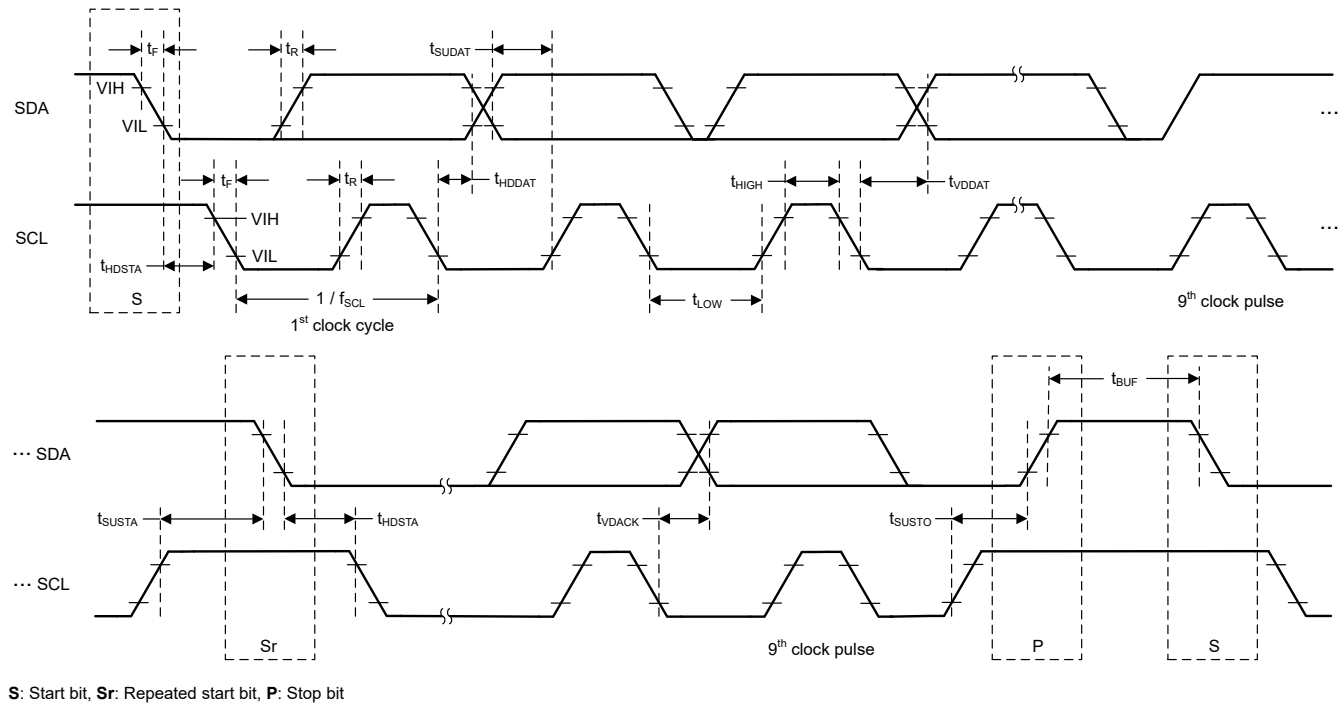 tF
tR
tSUDAT
VIH
VIL
SDA
...
tF
tR
tHDDAT
tHIGH
tVDDAT
VIH
VIL
SCL
...
tHDSTA
S
1 / fSCL
1st clock cycle
tLOW
9th clock pulse
tBUF
... SDA
tSUSTA
tHDSTA
tVDACK
tSUSTO
... SCL
Sr
9th clock pulse
P
S
S: Start bit, Sr: Repeated start bit, P: Stop bit